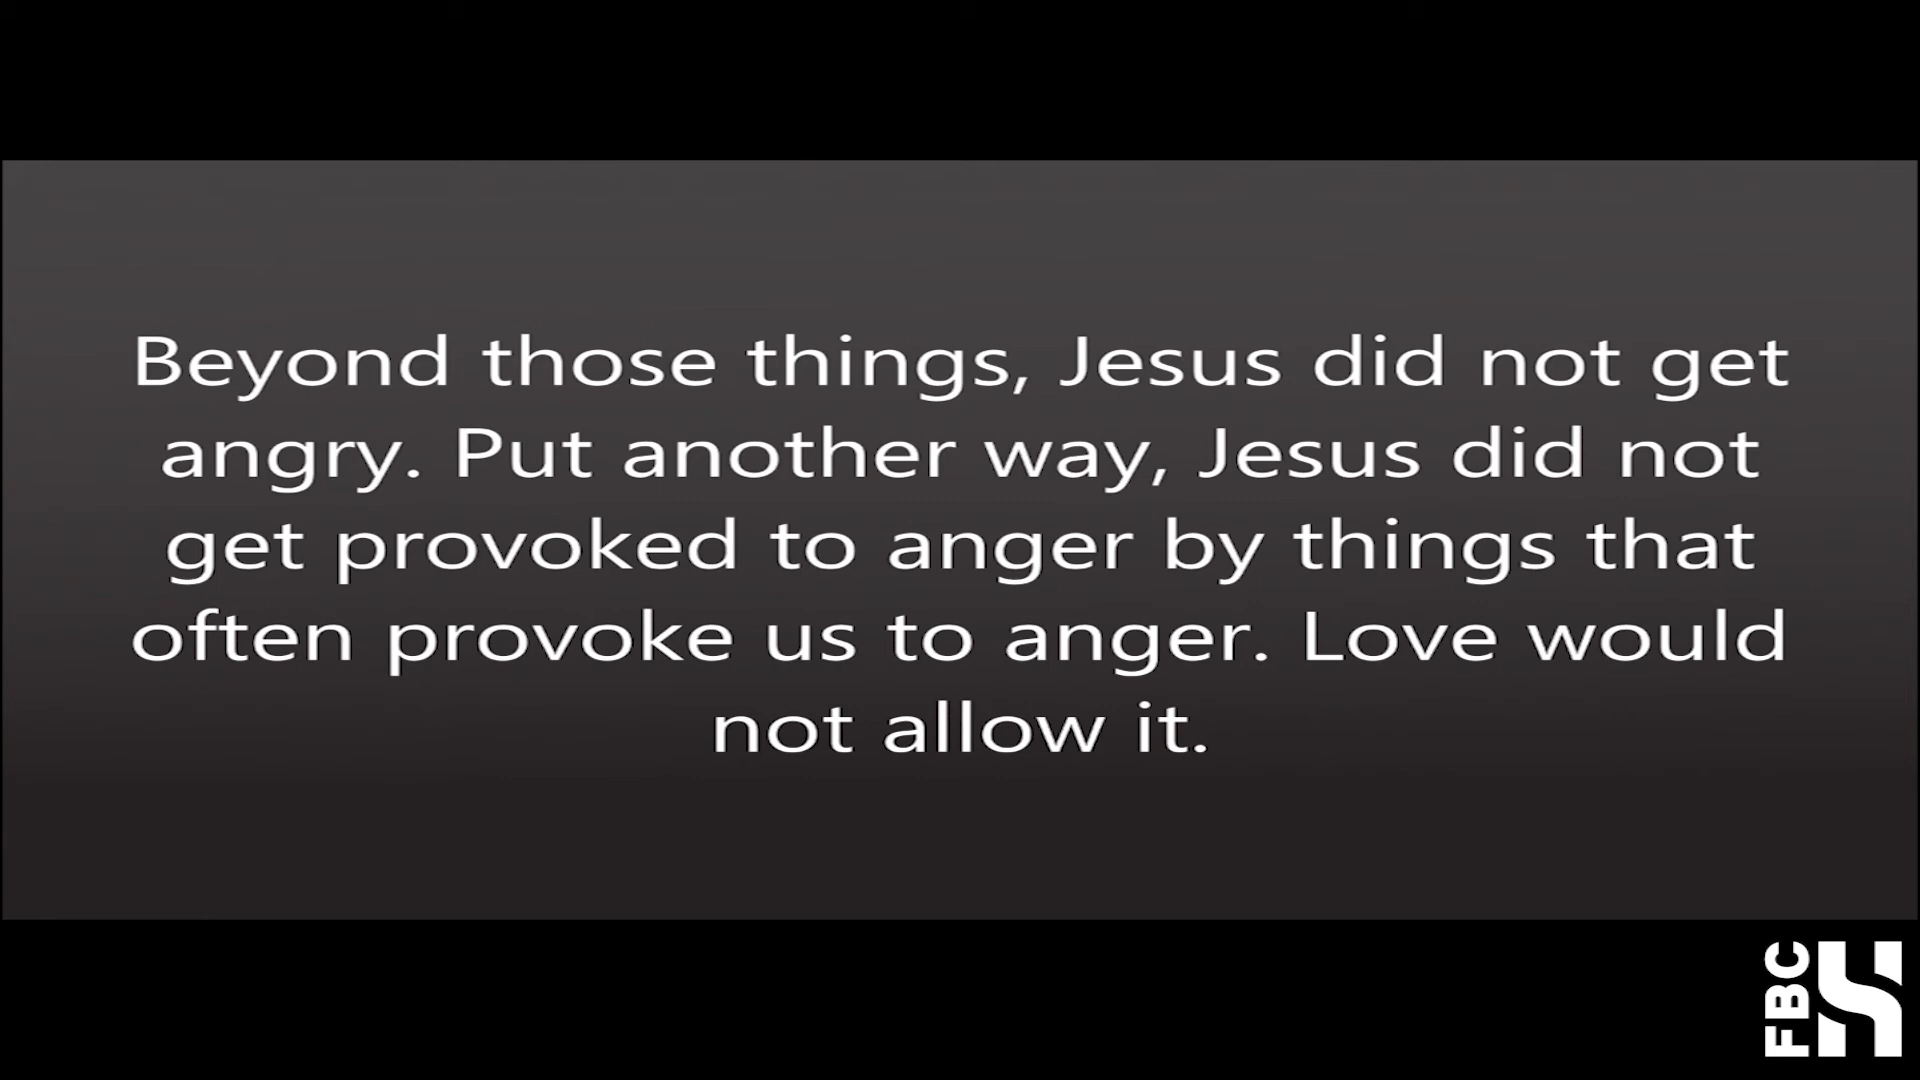 Beyond those things, Jesus did not get
angry. Put another way, Jesus did not
get provoked to anger by things that
often provoke us to anger. Love would
not allow it.
FBC